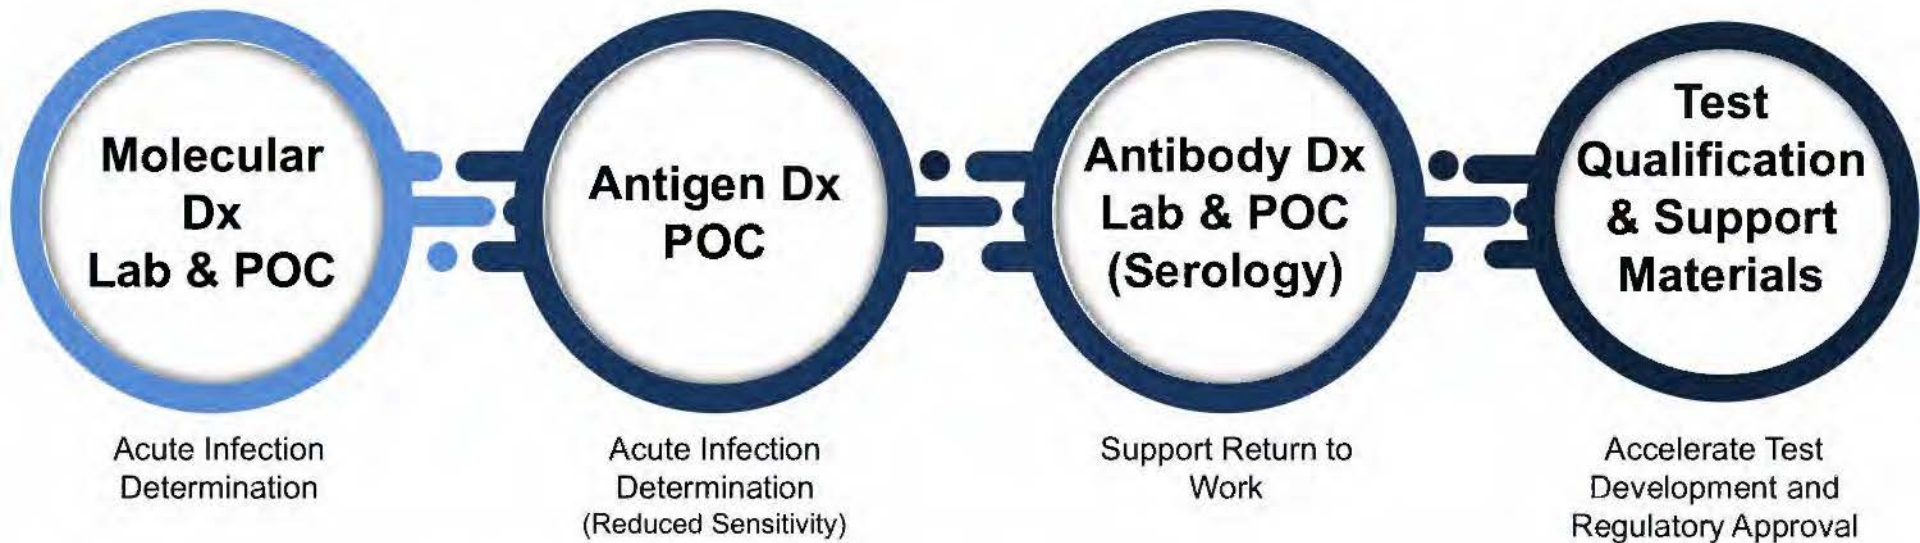 Molecular
Dx
Lab & POC
Acute Infection
Determination
Antigen Dx
POC
Acute Infection
Determination
(Reduced Sensitivity)
Antibody Dx
Lab & POC
(Serology)
Support Return to
Work
Test
Qualification
& Support
Materials
Accelerate Test
Development and
Regulatory Approval